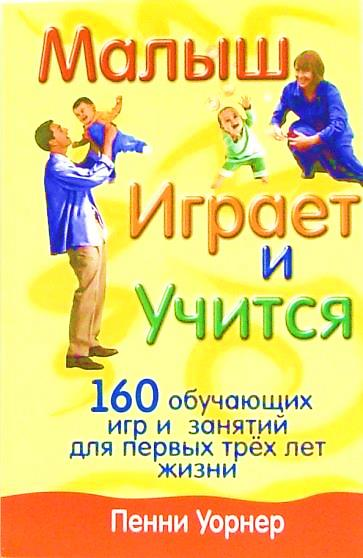 Малыш
Играет
и
Учится
160 обучающих
игр и занятий
для первых трёх лет
жизни
Пенни Уорнер